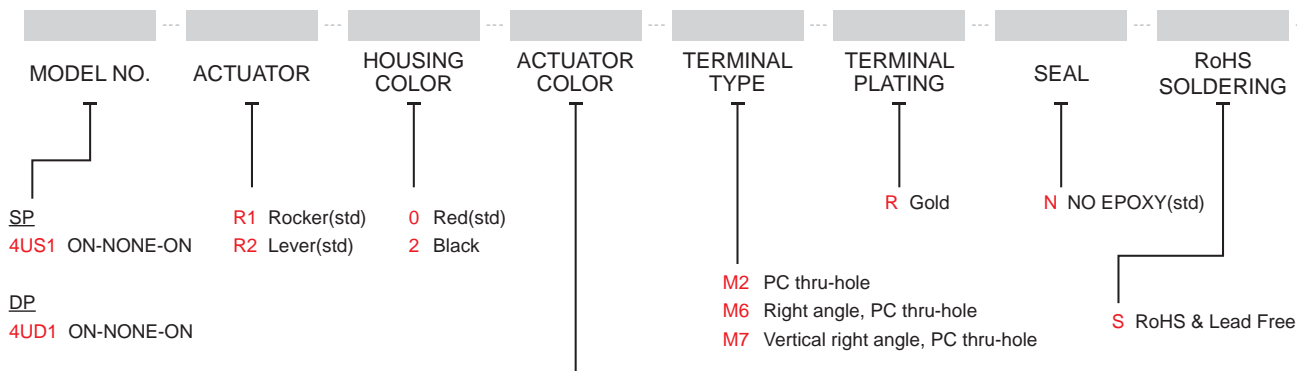 MODEL NO.
ACTUATOR
HOUSING
COLOR
ACTUATOR
COLOR
TERMINAL
TYPE
TERMINAL
PLATING
SEAL
RoHS
SOLDERING
SP
4US1 ON-NONE-ON
DP
4UD1 ON-NONE-ON
R1 Rocker(std)
R2 Lever(std)
0 Red(std)
2 Black
M2 PC thru-hole
M6 Right angle, PC thru-hole
M7 Vertical right angle, PC thru-hole
R Gold
N NO EPOXY(std)
S RoHS & Lead Free